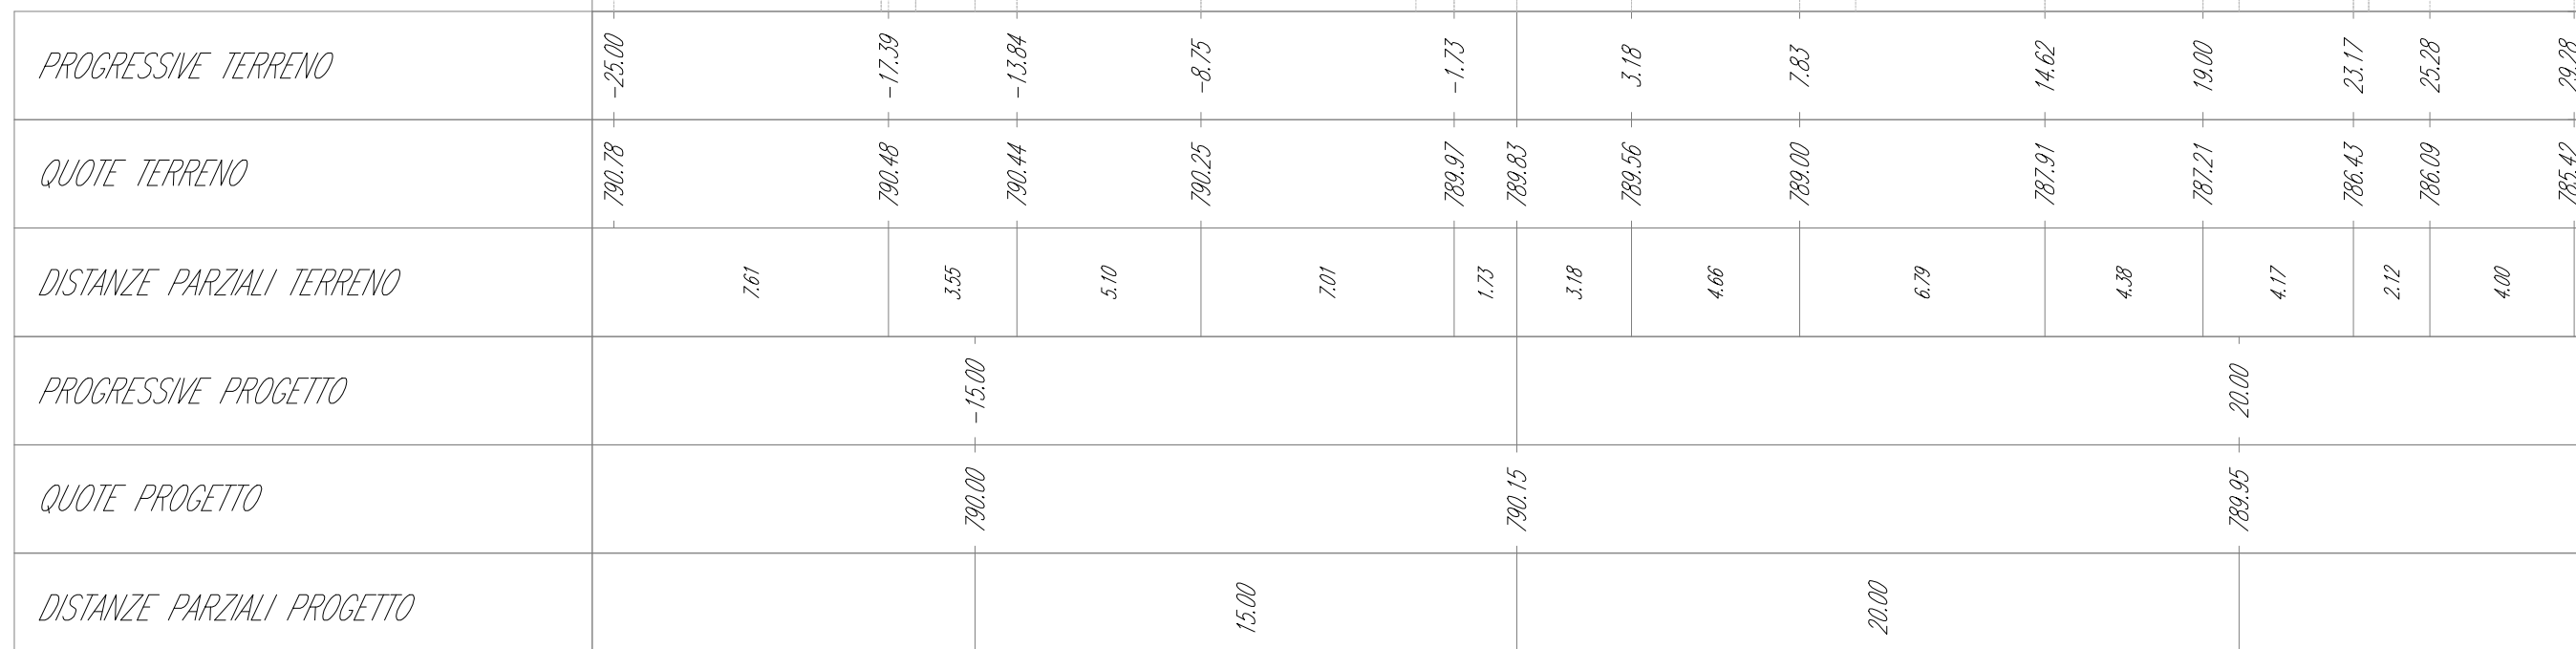 PROGRESSIVE TERRENO -25.00 -17.39 -13.84 -8.75 -1.73 3.18 7.83 14.62 19.00 23.17 25.28 29.28
QUOTE TERRENO 790.78 790.48 790.44 790.25 789.97 789.83 789.56 789.00 787.91 787.21 786.43 786.09 785.42
DISTANZE PARZIALI TERRENO 7.61 3.55 5.10 7.01 1.73 3.18 4.66 6.79 4.38 4.17 2.12 4.00
PROGRESSIVE PROGETTO -15.00 20.00
QUOTE PROGETTO 790.00 790.15 789.95
DISTANZE PARZIALI PROGETTO 15.00 20.00